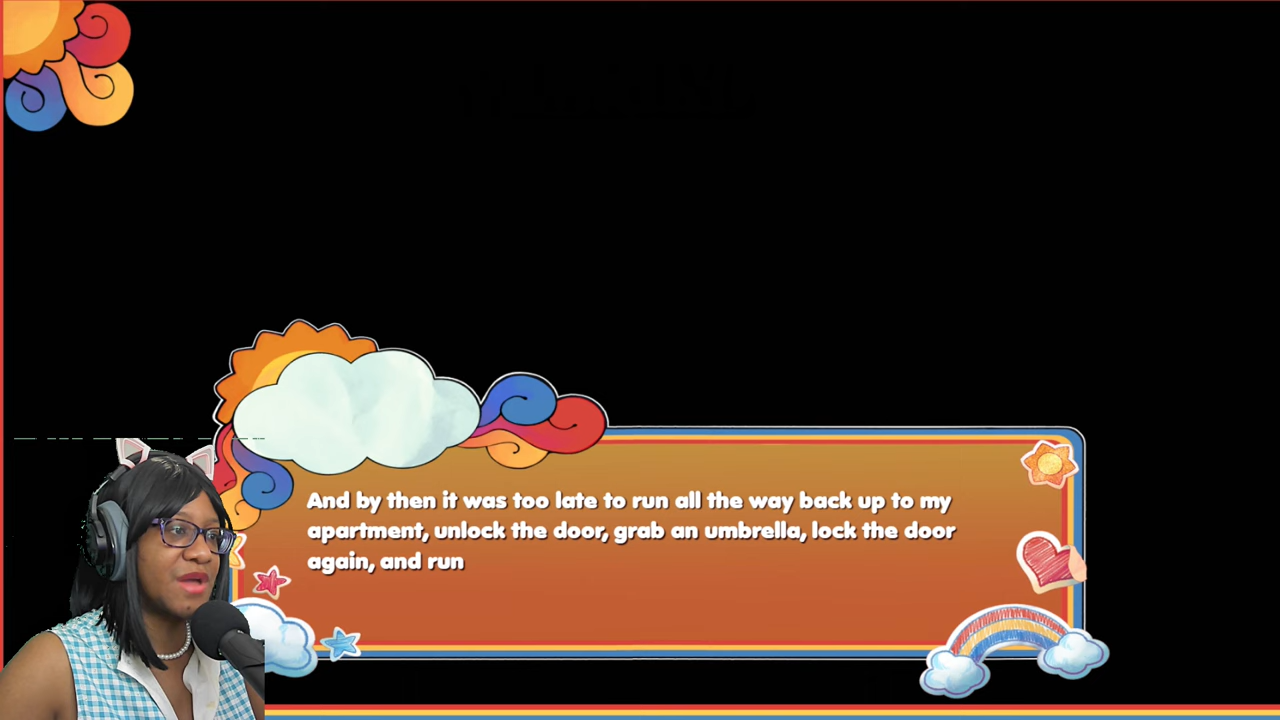 And by then it was too late to run all the way back up to my
apartment, unlock the door, grab an umbrella, lock the door
again, and run